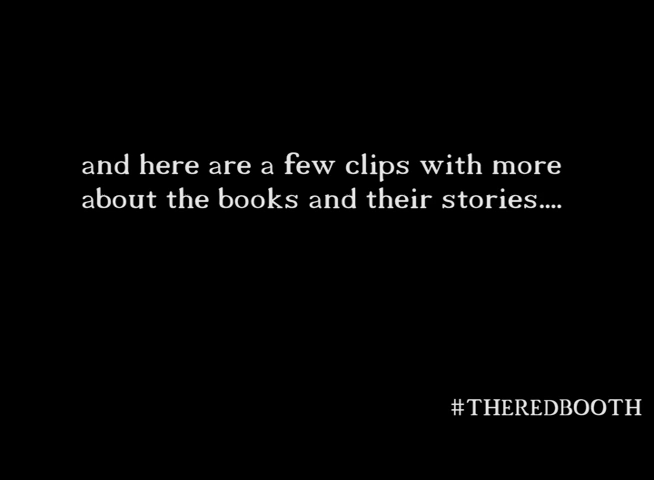 and here are a few clips with more
about the books and their stories....
#THEREDBOOTH